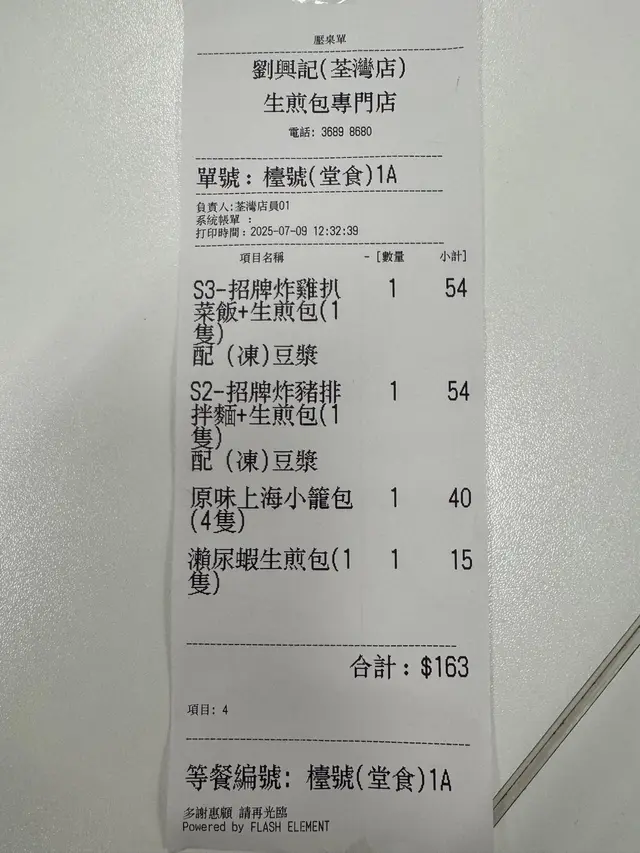 壓桌單
劉興記(荃灣店)
生煎包專門店
電話: 3689 8680
單號：檯號(堂食)1A
負責人:荃灣店員01
系統帳單 :
打印時間：2025-07-09 12:32:39
項目名稱 - [數量 小計]
S3-招牌炸雞扒 1 54
菜飯+生煎包(1
隻)
配 (凍)豆漿
S2-招牌炸豬排 1 54
拌麵+生煎包(1
隻)
配 (凍)豆漿
原味上海小籠包 1 40
(4隻)
瀨尿蝦生煎包(1 1 15
隻)
合計：$163
項目: 4
等餐編號: 檯號(堂食)1A
多謝惠顧 請再光臨
Powered by FLASH ELEMENT